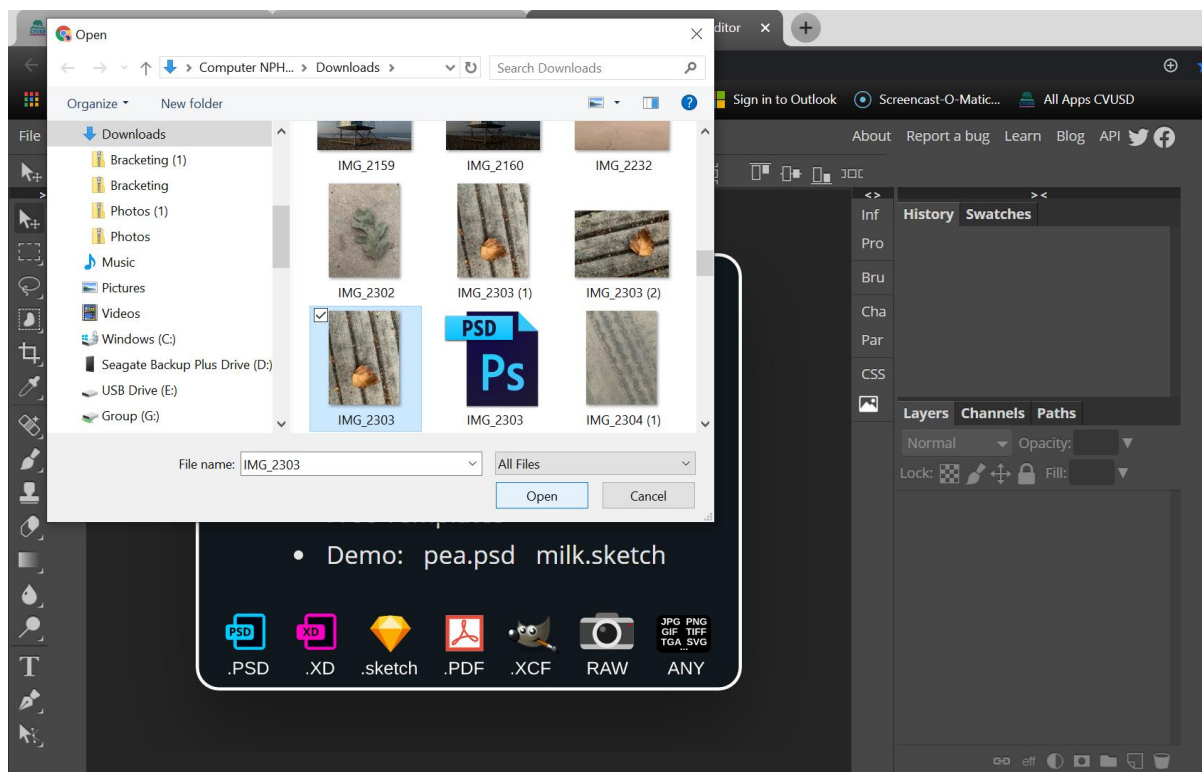 Open
ditor
Computer NPH... > Downloads >
Search Downloads
Organize
New folder
Sign in to Outlook
Screencast-O-Matic...
All Apps CVUSD
File
About
Report a bug
Learn
Blog
API
Downloads
Bracketing (1)
Bracketing
Photos (1)
Photos
Music
Pictures
Videos
Windows (C:)
Seagate Backup Plus Drive (D:)
USB Drive (E:)
Group (G:)
IMG_2159
IMG_2160
IMG_2232
IMG_2302
IMG_2303 (1)
IMG_2303 (2)
PSD
Ps
IMG_2303
IMG_2303
IMG_2304 (1)
File name:
IMG_2303
All Files
Open
Cancel
• Demo: pea.psd milk.sketch
PSD
XD
JPG PNG
GIF TIFF
TGA SVG
...
.PSD
.XD
.sketch
.PDF
.XCF
RAW
ANY
T
< >
> <
Inf
Pro
Bru
Cha
Par
CSS
History
Swatches
Layers
Channels
Paths
Normal
Opacity:
Lock:
Fill:
eff